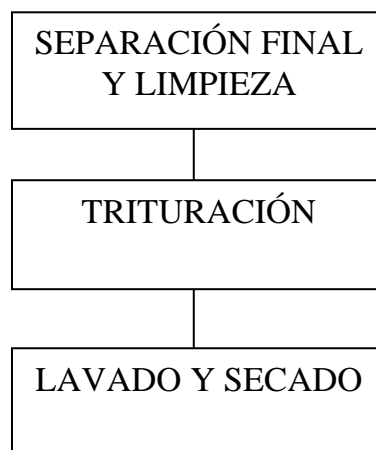 SEPARACIÓN FINAL
Y LIMPIEZA
TRITURACIÓN
LAVADO Y SECADO